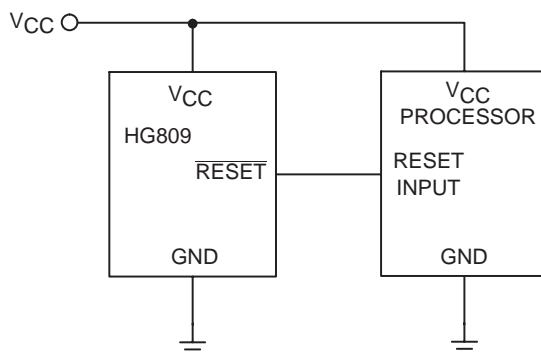 VCC
VCC
HG809
RESET
GND
VCC
PROCESSOR
RESET
INPUT
GND